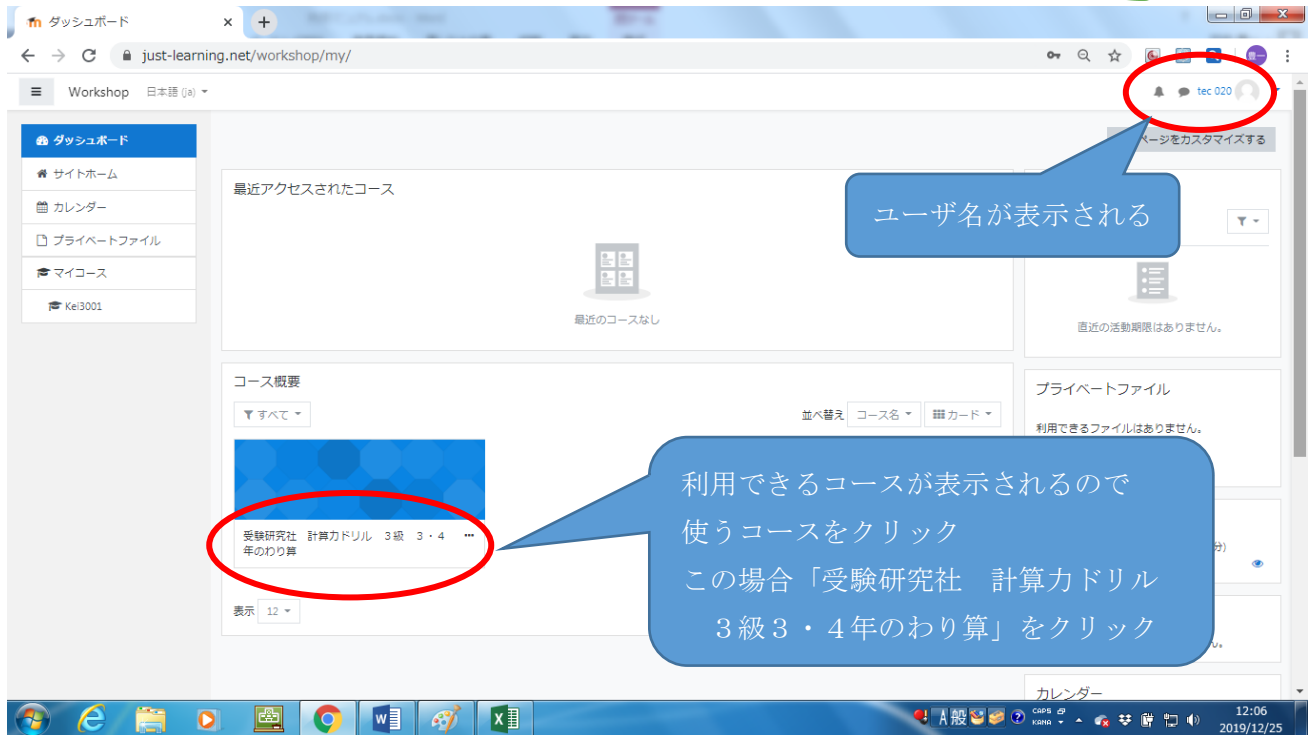 ダッシュボード
just-learning.net/workshop/my/
Workshop 日本語 (ja)
tec 020
ダッシュボード
ページをカスタマイズする
サイトホーム
カレンダー
プライベートファイル
マイコース
Kei3001
最近アクセスされたコース
最近のコースなし
ユーザ名が表示される
直近の活動期限はありません。
コース概要
すべて
並べ替え コース名 カード
受験研究社 計算力ドリル 3級 3・4
年のわり算
表示 12
プライベートファイル
利用できるファイルはありません。
利用できるコースが表示されるので
使うコースをクリック
この場合「受験研究社 計算力ドリル
3級3・4年のわり算」をクリック
分)
ん。
カレンダー
A 般
CAPS
KANA
12:06
2019/12/25